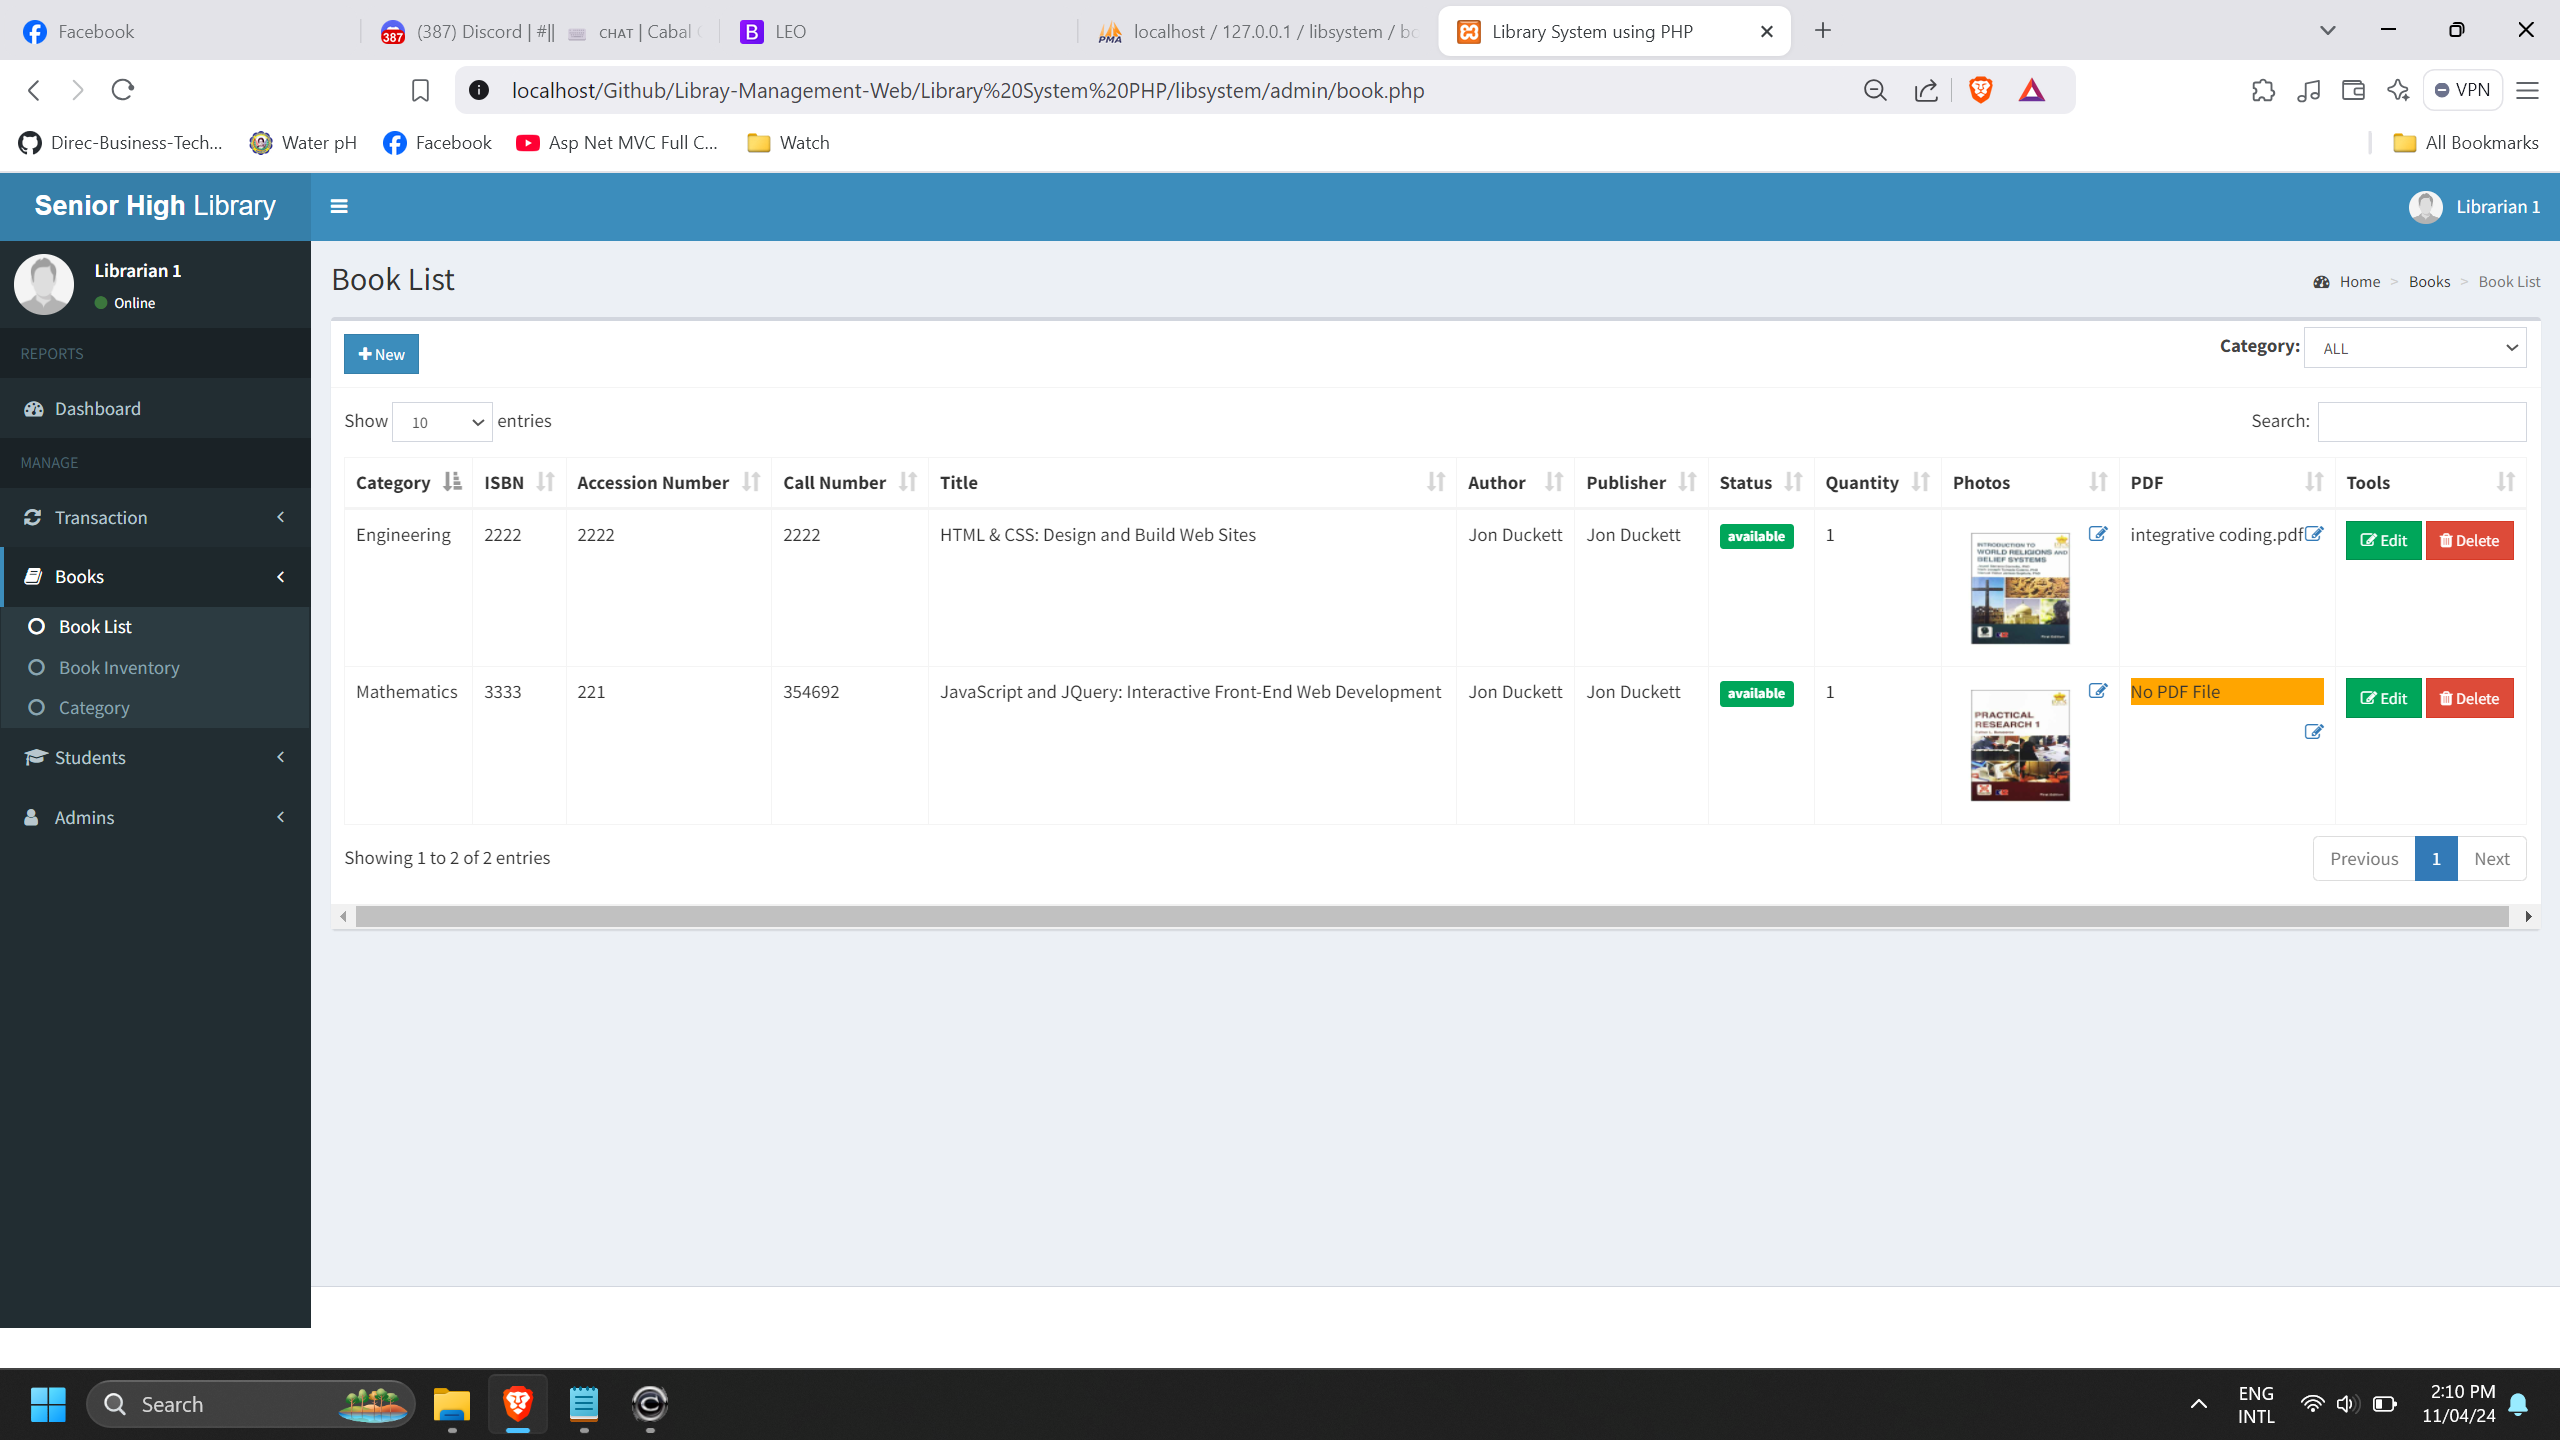 Facebook
(387) Discord | #|| CHAT | Cabal
LEO
localhost / 127.0.0.1 / libsystem / bo
Library System using PHP
localhost/Github/Libray-Management-Web/Library%20System%20PHP/libsystem/admin/book.php
VPN
Direc-Business-Tech...
Water pH
Facebook
Asp Net MVC Full C...
Watch
All Bookmarks
Senior High Library
Librarian 1
Librarian 1
Online
REPORTS
Dashboard
MANAGE
Transaction
Books
Book List
Book Inventory
Category
Students
Admins
Book List
Home > Books > Book List
New
Category: ALL
Show 10 entries
Search:
Category ISBN Accession Number Call Number Title Author Publisher Status Quantity Photos PDF Tools
Engineering 2222 2222 2222 HTML & CSS: Design and Build Web Sites Jon Duckett Jon Duckett available 1 integrative coding.pdf Edit Delete
INTRODUCTION TO
WORLD RELIGIONS AND
BELIEF SYSTEMS
Mathematics 3333 221 354692 JavaScript and JQuery: Interactive Front-End Web Development Jon Duckett Jon Duckett available 1 No PDF File Edit Delete
PRACTICAL
RESEARCH 1
Showing 1 to 2 of 2 entries
Previous 1 Next
Search
ENG
INTL
2:10 PM
11/04/24